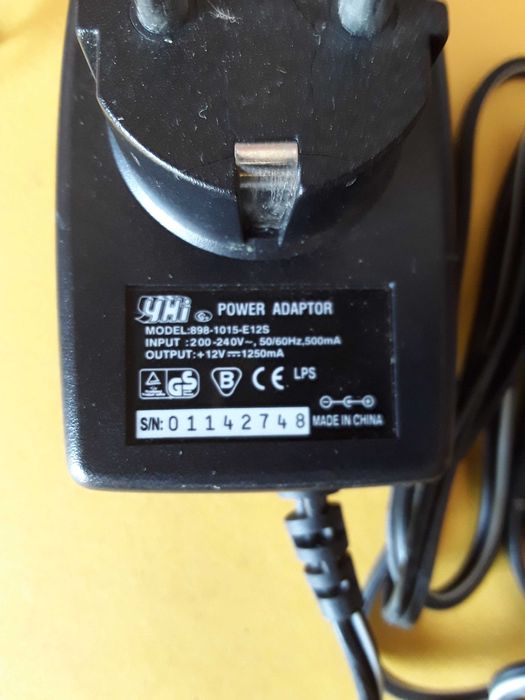 YHi POWER ADAPTOR
MODEL:898-1015-E12S
INPUT :200-240V~, 50/60Hz,500mA
OUTPUT:+12V⎓1250mA
GS B CE LPS
S/N: 01142748 MADE IN CHINA